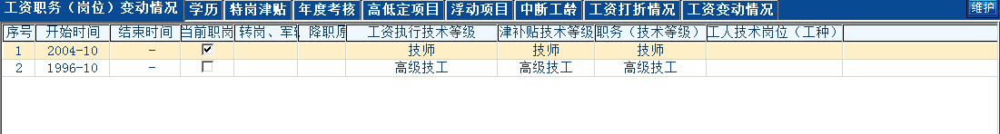 工资职务（岗位）变动情况 学历 特岗津贴 年度考核 高低定项目 浮动项目 中断工龄 工资打折情况 工资变动情况 维护
序号 开始时间 结束时间 当前职岗 转岗、军 降职原 工资执行技术等级 津补贴技术等级 职务（技术等级） 工人技术岗位（工种）
1 2004-10 - 技师 技师 技师
2 1996-10 - 高级技工 高级技工 高级技工